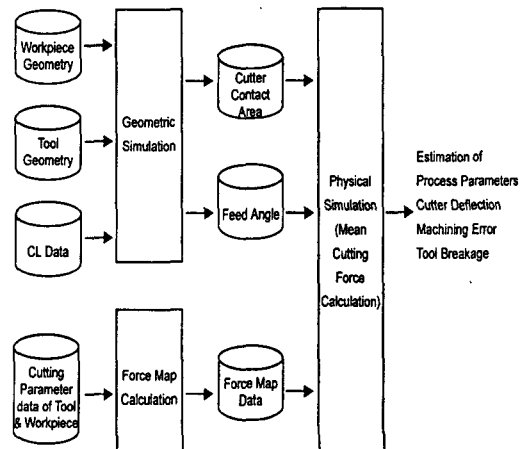 Workpiece
Geometry
Tool
Geometry
CL Data
Cutting
Parameter
data of Tool
& Workpiece
Geometric
Simulation
Force Map
Calculation
Cutter
Contact
Area
Feed Angle
Force Map
Data
Physical
Simulation
(Mean
Cutting
Force
Calculation)
Estimation of
Process Parameters
Cutter Deflection
Machining Error
Tool Breakage